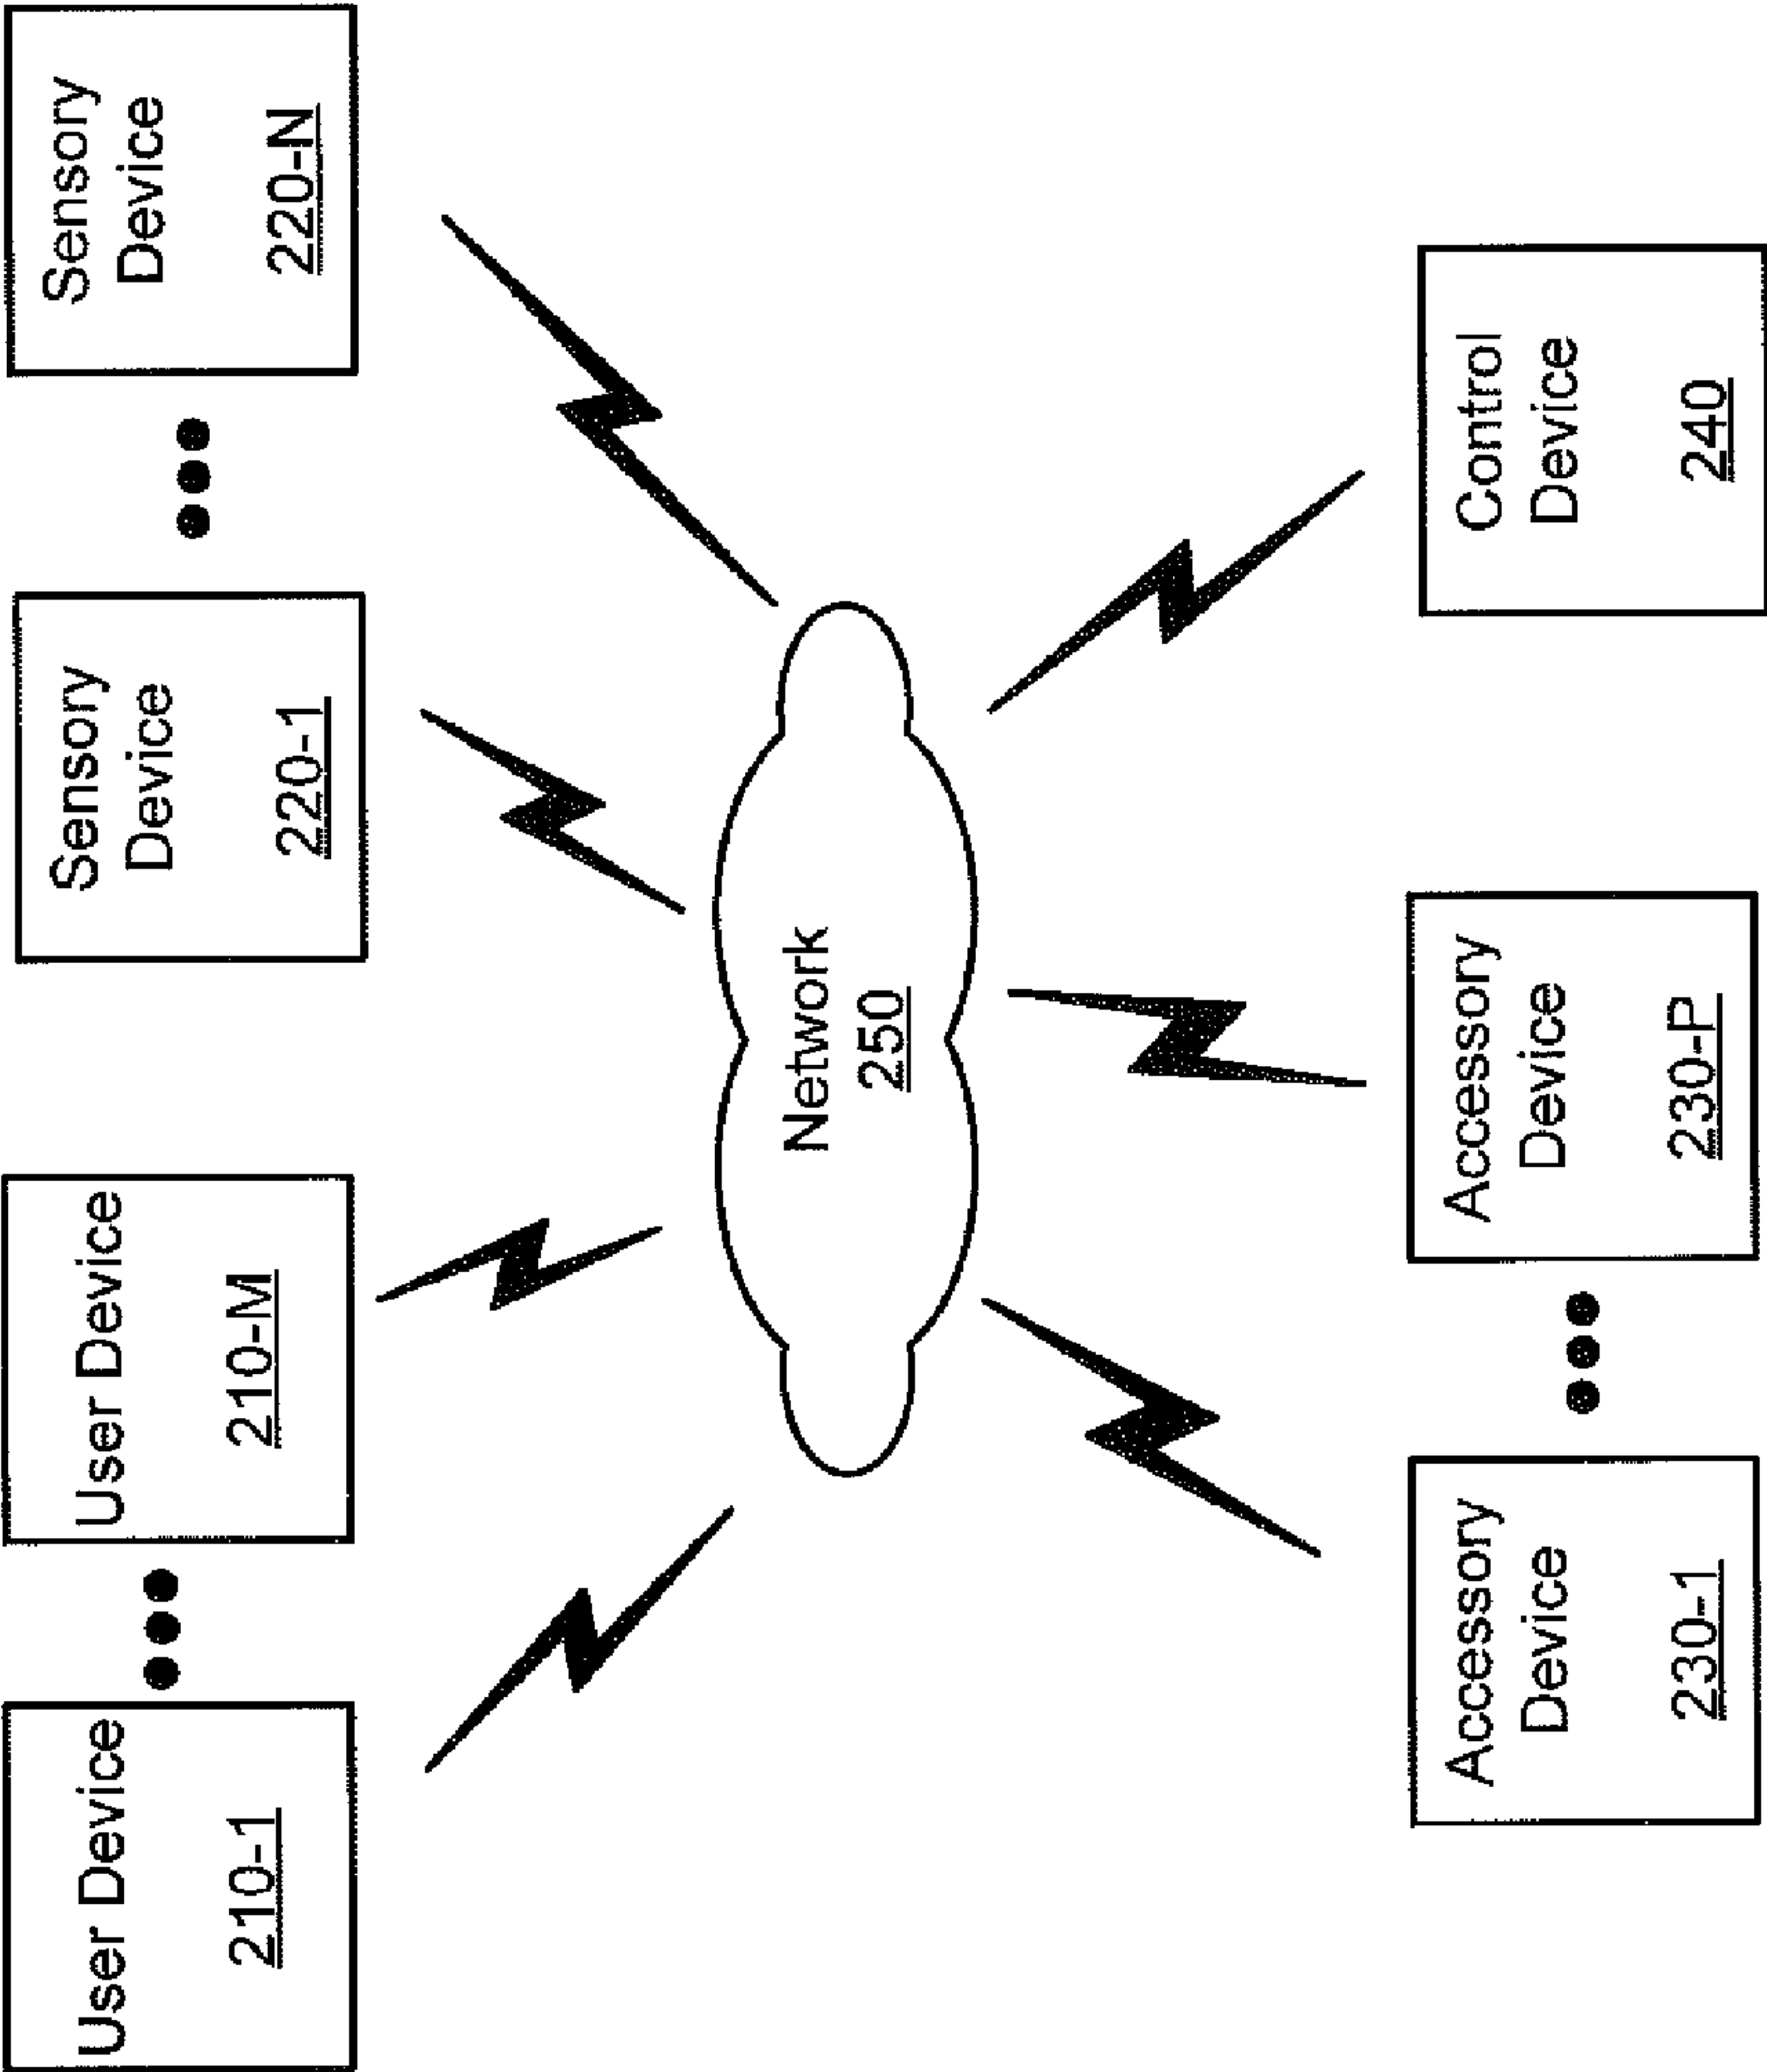 User Device
210-1
User Device
210-M
Sensory
Device
220-1
Sensory
Device
220-N
Network
250
Accessory
Device
230-1
Accessory
Device
230-P
Control
Device
240